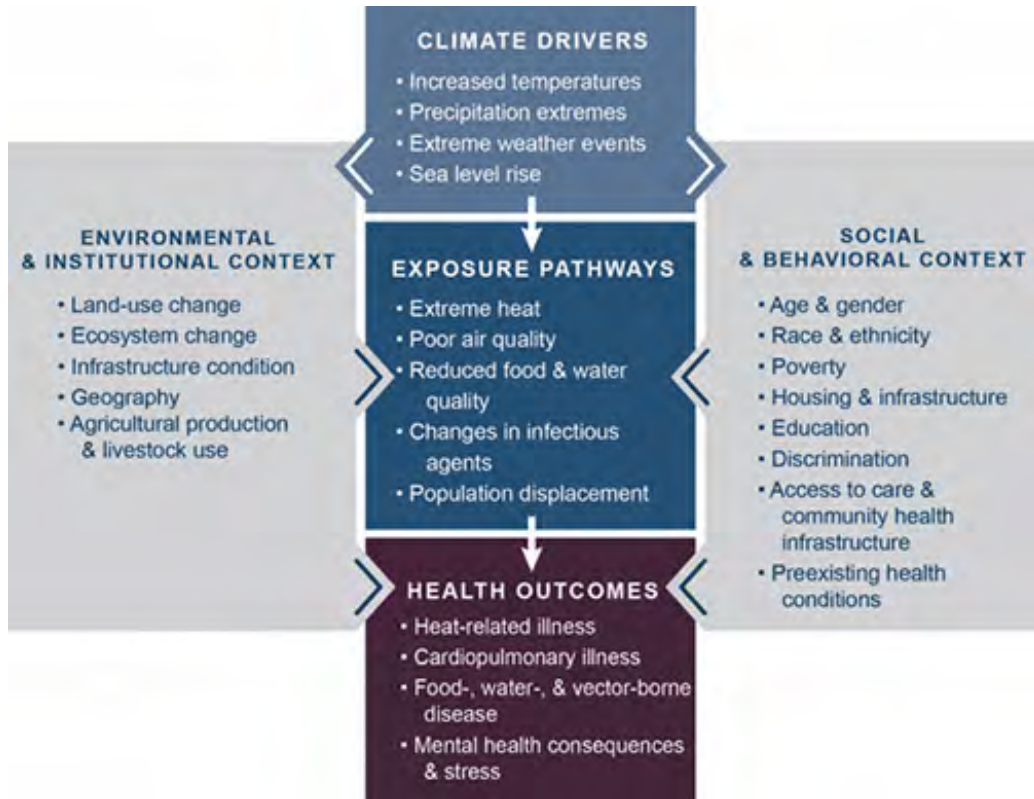 CLIMATE DRIVERS
• Increased temperatures
• Precipitation extremes
• Extreme weather events
• Sea level rise
ENVIRONMENTAL
& INSTITUTIONAL CONTEXT
• Land-use change
• Ecosystem change
• Infrastructure condition
• Geography
• Agricultural production
& livestock use
EXPOSURE PATHWAYS
• Extreme heat
• Poor air quality
• Reduced food & water
quality
• Changes in infectious
agents
• Population displacement
SOCIAL
& BEHAVIORAL CONTEXT
• Age & gender
• Race & ethnicity
• Poverty
• Housing & infrastructure
• Education
• Discrimination
• Access to care &
community health
infrastructure
• Preexisting health
conditions
HEALTH OUTCOMES
• Heat-related illness
• Cardiopulmonary illness
• Food-, water-, & vector-borne
disease
• Mental health consequences
& stress